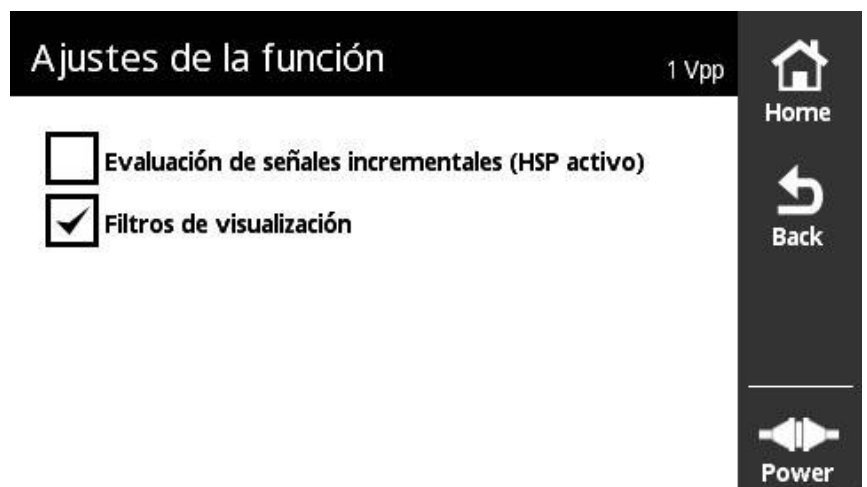 Ajustes de la función
1 Vpp
Home
Evaluación de señales incrementales (HSP activo)
Filtros de visualización
Back
Power